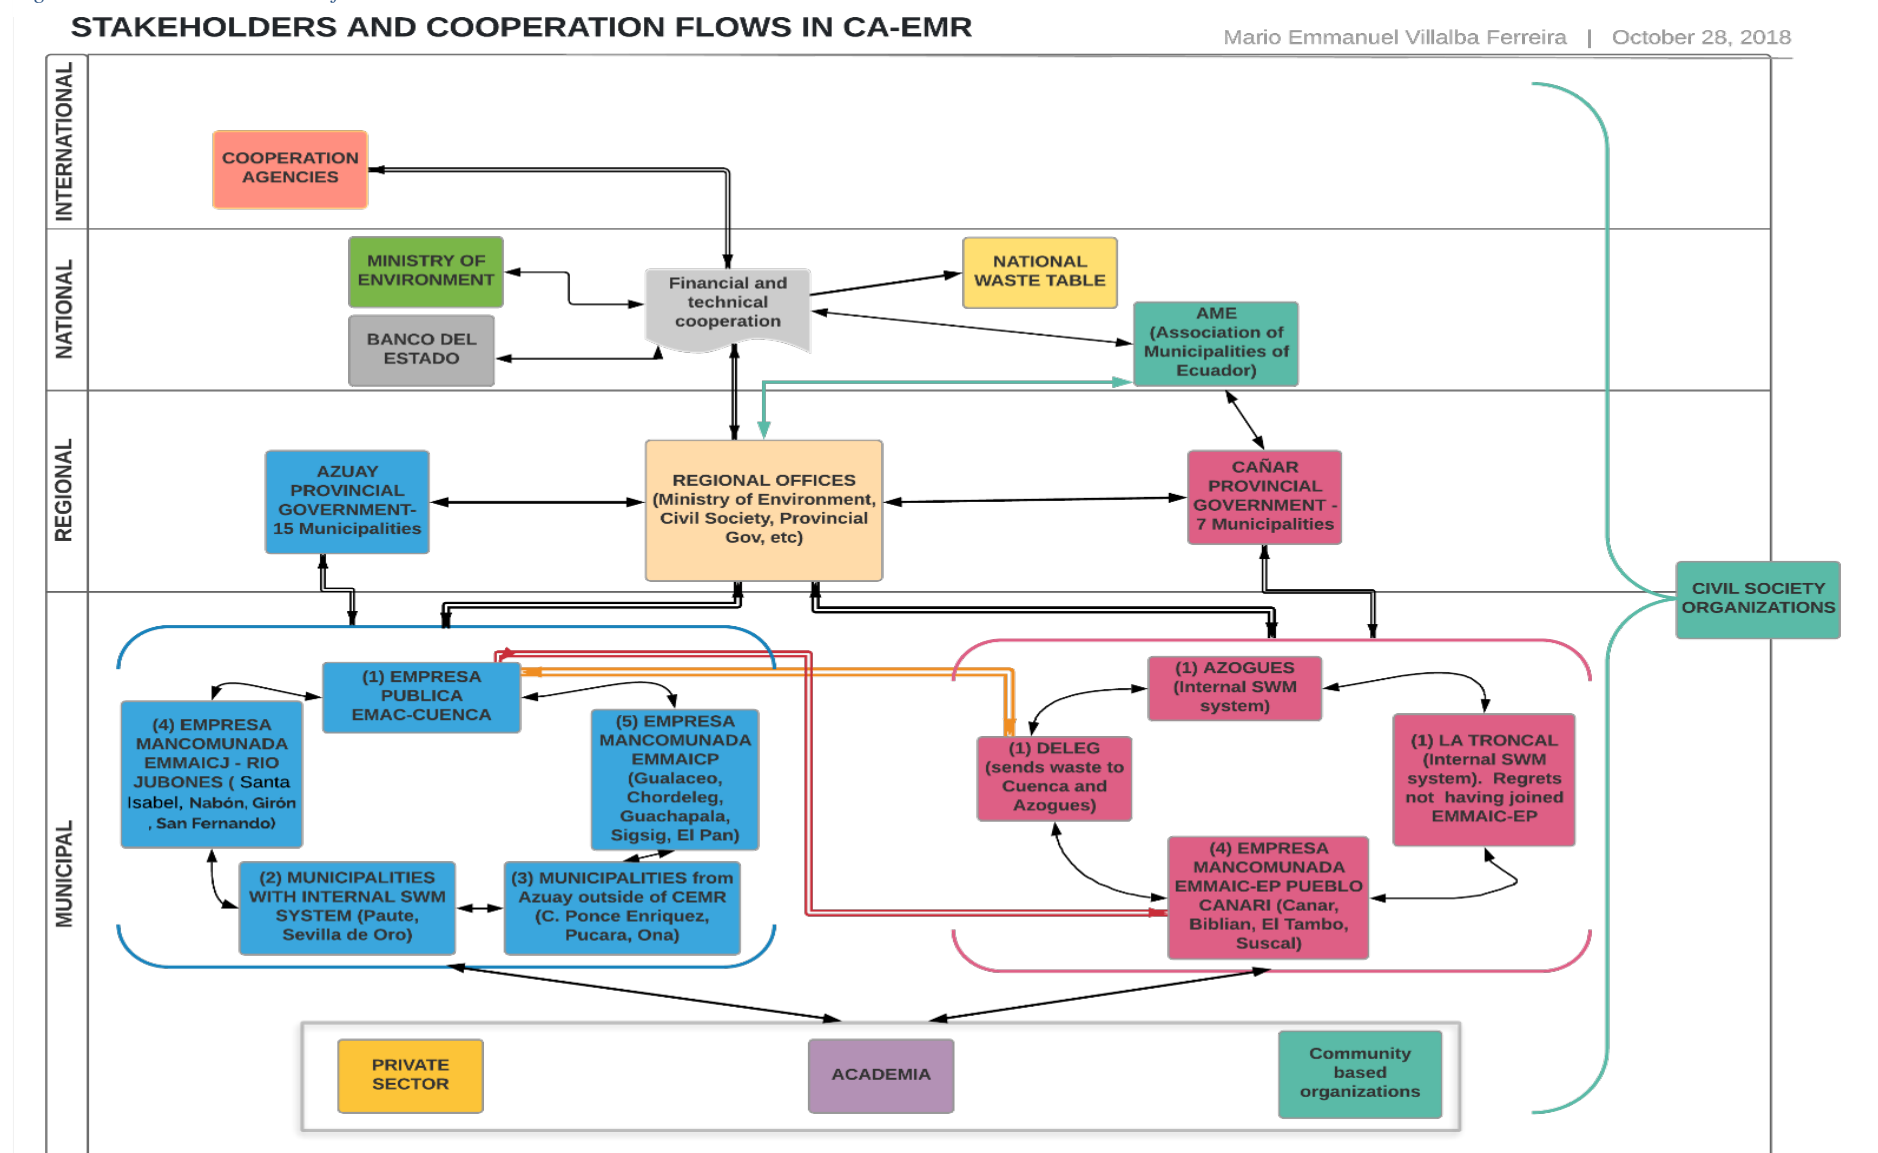 STAKEHOLDERS AND COOPERATION FLOWS IN CA-EMR
Mario Emmanuel Villalba Ferreira | October 28, 2018
INTERNATIONAL
COOPERATION
AGENCIES
NATIONAL
MINISTRY OF
ENVIRONMENT
BANCO DEL
ESTADO
Financial and
technical
cooperation
NATIONAL
WASTE TABLE
AME
(Association of
Municipalities of
Ecuador)
REGIONAL
AZUAY
PROVINCIAL
GOVERNMENT-
15 Municipalities
REGIONAL OFFICES
(Ministry of Environment,
Civil Society, Provincial
Gov, etc)
CAÑAR
PROVINCIAL
GOVERNMENT -
7 Municipalities
CIVIL SOCIETY
ORGANIZATIONS
MUNICIPAL
(1) EMPRESA
PUBLICA
EMAC-CUENCA
(4) EMPRESA
MANCOMUNADA
EMMAICJ - RIO
JUBONES ( Santa
Isabel, Nabón, Girón
, San Fernando)
(5) EMPRESA
MANCOMUNADA
EMMAICP
(Gualaceo,
Chordeleg,
Guachapala,
Sigsig, El Pan)
(2) MUNICIPALITIES
WITH INTERNAL SWM
SYSTEM (Paute,
Sevilla de Oro)
(3) MUNICIPALITIES from
Azuay outside of CEMR
(C. Ponce Enriquez,
Pucara, Ona)
(1) AZOGUES
(Internal SWM
system)
(1) DELEG
(sends waste to
Cuenca and
Azogues)
(1) LA TRONCAL
(Internal SWM
system). Regrets
not having joined
EMMAIC-EP
(4) EMPRESA
MANCOMUNADA
EMMAIC-EP PUEBLO
CANARI (Canar,
Biblian, El Tambo,
Suscal)
PRIVATE
SECTOR
ACADEMIA
Community
based
organizations